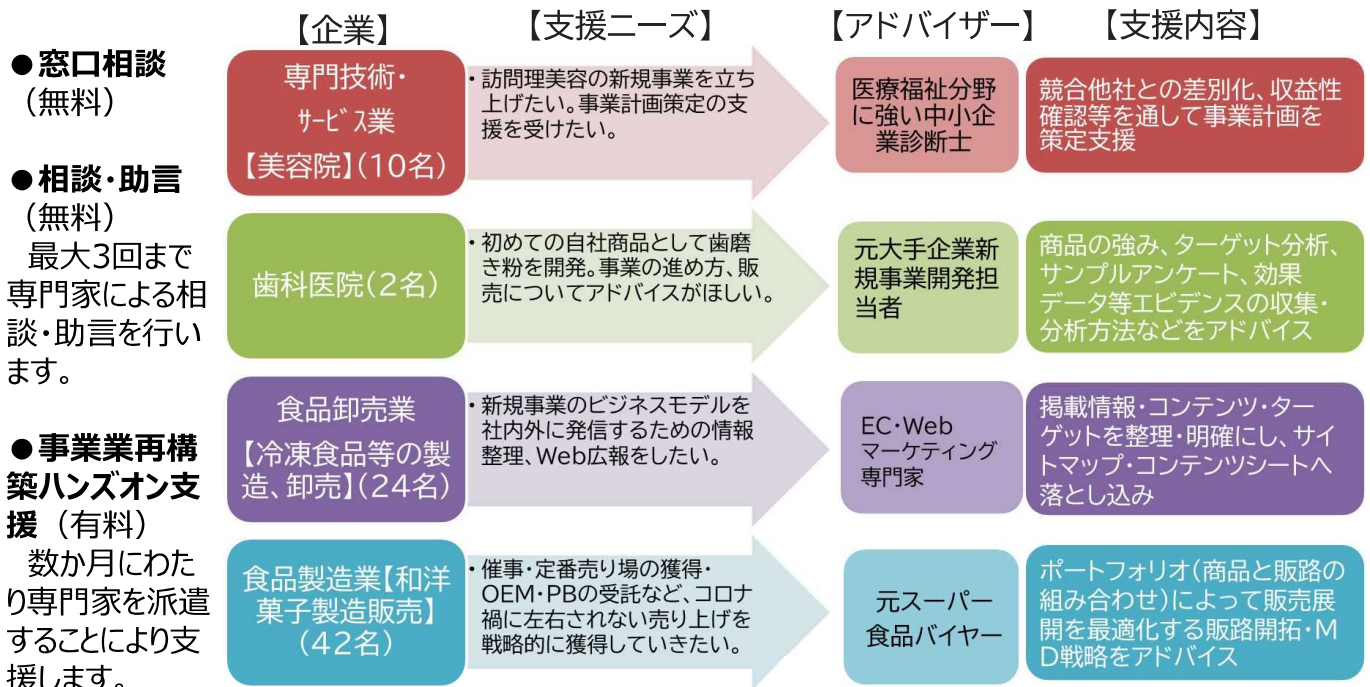 ●窓口相談
（無料）
●相談・助言
（無料）
最大3回まで
専門家による相
談・助言を行い
ます。
●事業業再構
築ハンズオン支
援（有料）
数か月にわた
り専門家を派遣
することにより支
援します。
【企業】
【支援ニーズ】
【アドバイザー】
【支援内容】
専門技術・
サービス業
【美容院】(10名)
・訪問理美容の新規事業を立ち
上げたい。事業計画策定の支
援を受けたい。
医療福祉分野
に強い中小企
業診断士
競合他社との差別化、収益性
確認等を通して事業計画を
策定支援
歯科医院(2名)
・初めての自社商品として歯磨
き粉を開発。事業の進め方、販
売についてアドバイスがほしい。
元大手企業新
規事業開発担
当者
商品の強み、ターゲット分析、
サンプルアンケート、効果
データ等エビデンスの収集・
分析方法などをアドバイス
食品卸売業
【冷凍食品等の製
造、卸売】(24名)
・新規事業のビジネスモデルを
社内外に発信するための情報
整理、Web広報をしたい。
EC・Web
マーケティング
専門家
掲載情報・コンテンツ・ター
ゲットを整理・明確にし、サイ
トマップ・コンテンツシートへ
落とし込み
食品製造業【和洋
菓子製造販売】
(42名)
・催事・定番売り場の獲得・
OEM・PBの受託など、コロナ
禍に左右されない売り上げを
戦略的に獲得していきたい。
元スーパー
食品バイヤー
ポートフォリオ(商品と販路の
組み合わせ)によって販売展
開を最適化する販路開拓・M
D戦略をアドバイス